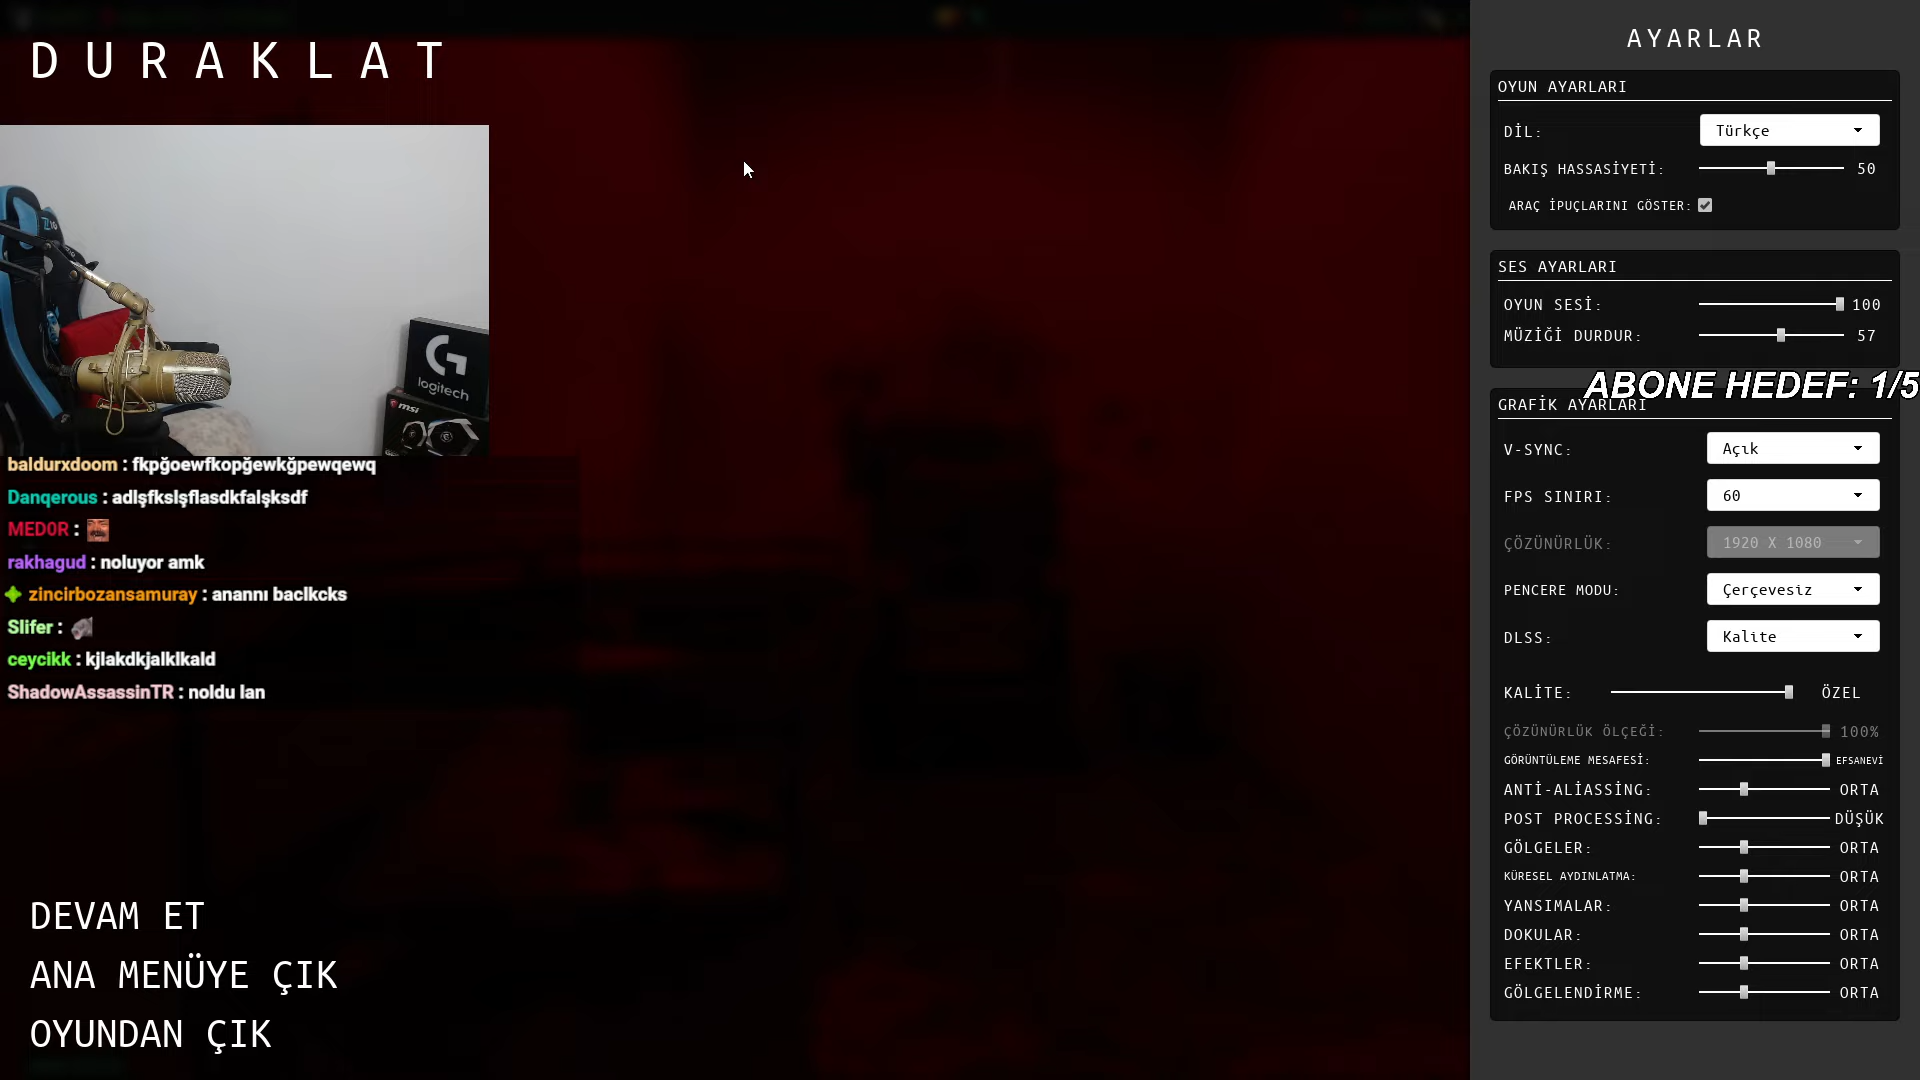 DURAKLAT
logitech
msi
baldurxdoom : fkpğoewfkopğewkğpewqewq
Danqerous : adlşfkslşflasdkfalşksdf
MED0R :
rakhagud : noluyor amk
zincirbozansamuray : anannı baclkcks
Slifer :
ceycikk : kjlakdkjalklkald
ShadowAssassinTR : noldu lan
DEVAM ET
ANA MENÜYE ÇIK
OYUNDAN ÇIK
AYARLAR
OYUN AYARLARI
DİL: Türkçe
BAKIŞ HASSASİYETİ: 50
ARAÇ İPUÇLARINI GÖSTER:
SES AYARLARI
OYUN SESİ: 100
MÜZİĞİ DURDUR: 57
ABONE HEDEF: 1/5
GRAFİK AYARLARI
V-SYNC: Açık
FPS SINIRI: 60
ÇÖZÜNÜRLÜK: 1920 X 1080
PENCERE MODU: Çerçevesiz
DLSS: Kalite
KALİTE: ÖZEL
ÇÖZÜNÜRLÜK ÖLÇEĞİ: 100%
GÖRÜNTÜLEME MESAFESİ: EFSANEVİ
ANTİ-ALİASSİNG: ORTA
POST PROCESSİNG: DÜŞÜK
GÖLGELER: ORTA
KÜRESEL AYDINLATMA: ORTA
YANSIMALAR: ORTA
DOKULAR: ORTA
EFEKTLER: ORTA
GÖLGELENDİRME: ORTA